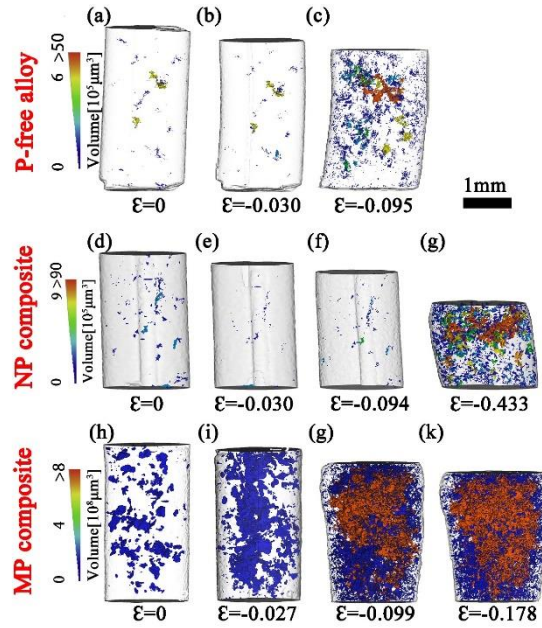 (a) (b) (c)
P-free alloy
>50
6
0
Volume[10⁵μm³]
Ɛ=0 Ɛ=-0.030 Ɛ=-0.095
1mm
(d) (e) (f) (g)
NP composite
>90
9
0
Volume[10⁵μm³]
Ɛ=0 Ɛ=-0.030 Ɛ=-0.094 Ɛ=-0.433
(h) (i) (g) (k)
MP composite
>8
4
0
Volume[10⁸μm³]
Ɛ=0 Ɛ=-0.027 Ɛ=-0.099 Ɛ=-0.178